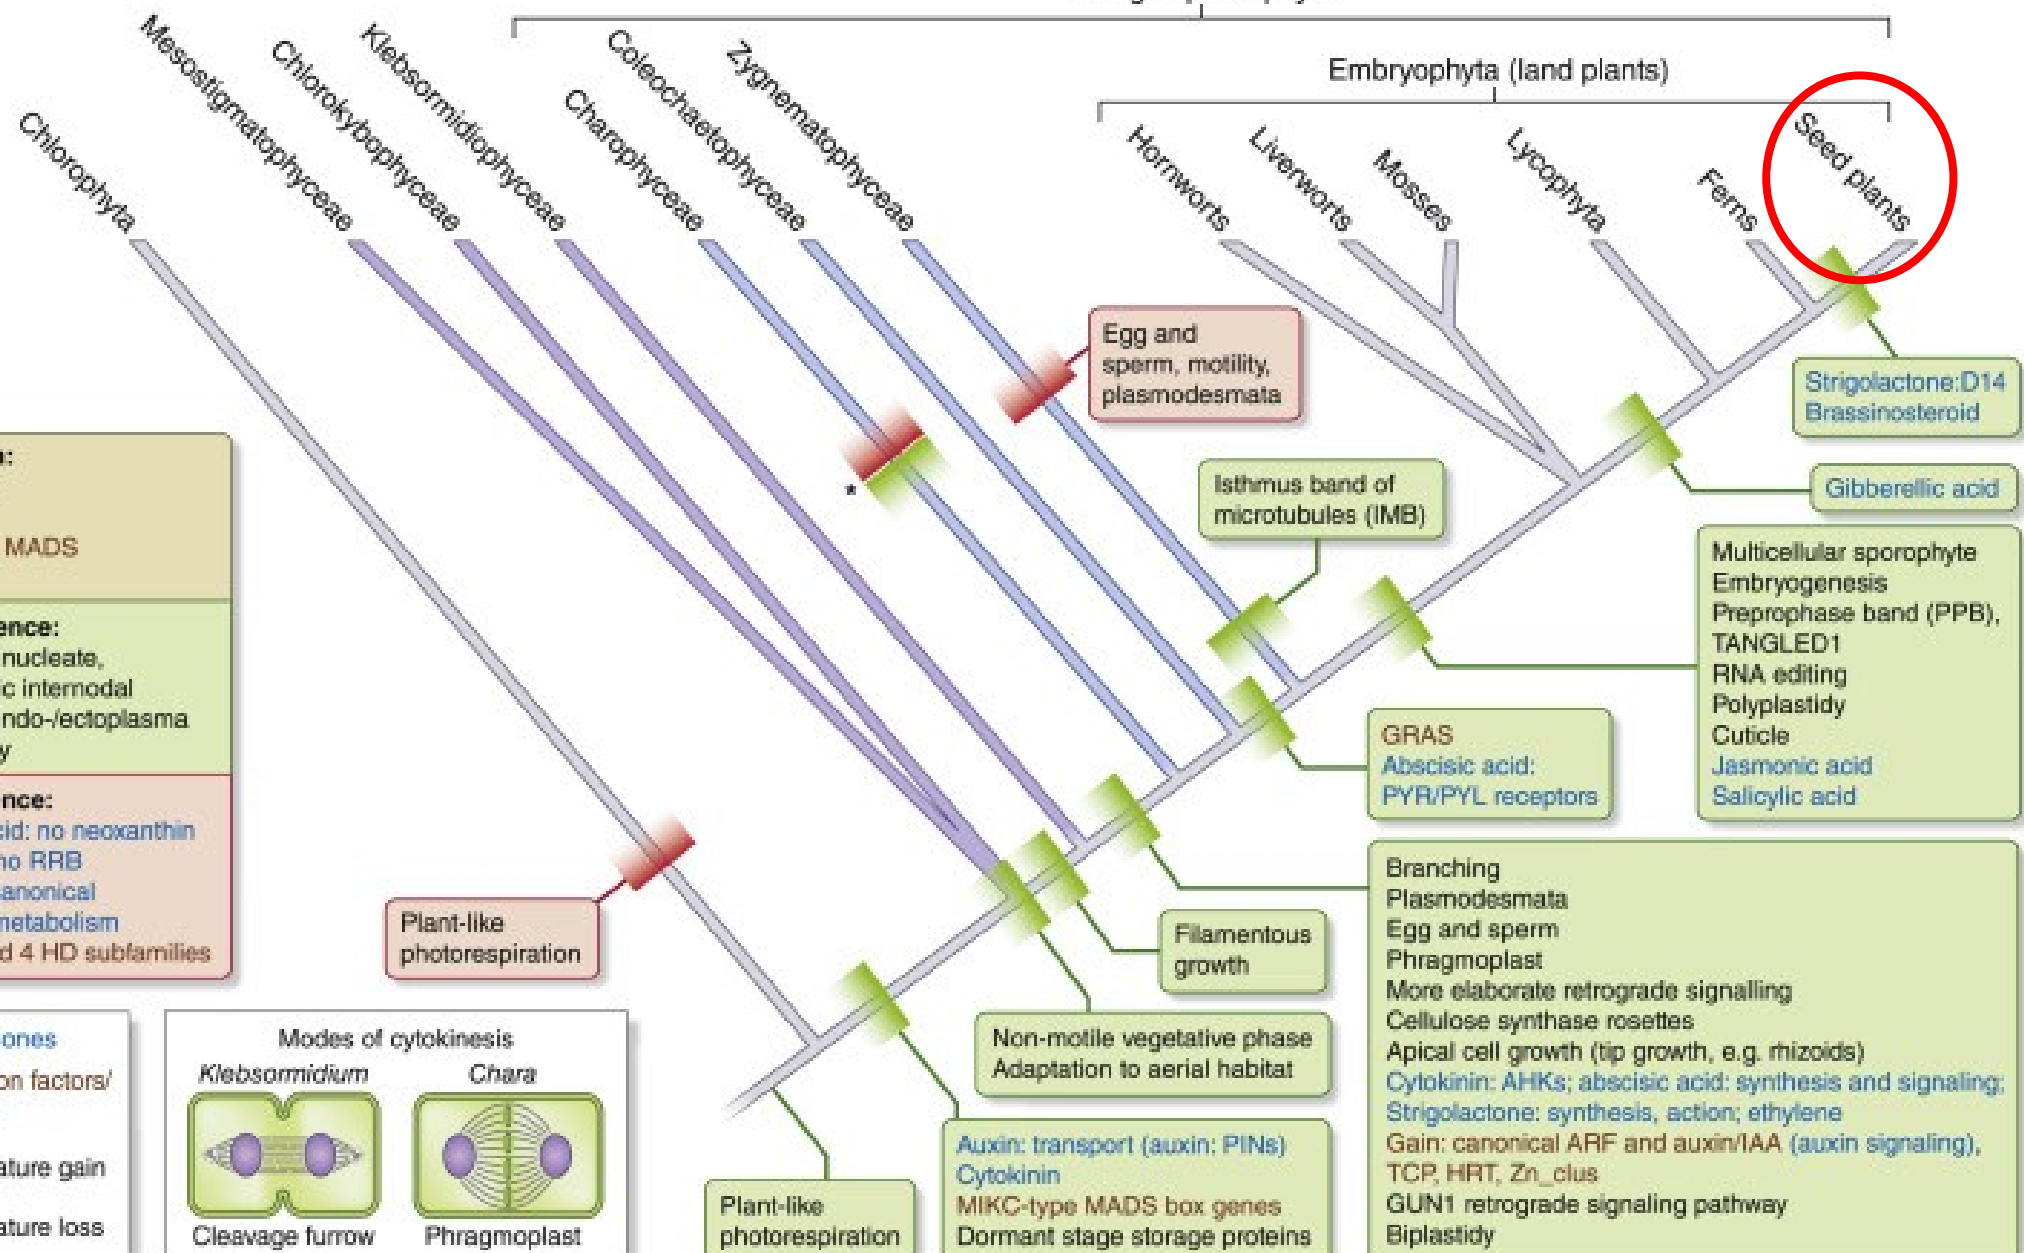 Embryophyta (land plants)
Chlorophyta
Mesostigmatophyceae
Chlorokybophyceae
Klebsormidiophyceae
Charophyceae
Coleochaetophyceae
Zygnematophyceae
Hornworts
Liverworts
Mosses
Lycophyta
Ferns
Seed plants
Egg and
sperm, motility,
plasmodesmata
Strigolactone:D14
Brassinosteroid
*
Isthmus band of
microtubules (IMB)
Gibberellic acid
Multicellular sporophyte
Embryogenesis
Preprophase band (PPB),
TANGLED1
RNA editing
Polyplastidy
Cuticle
Jasmonic acid
Salicylic acid
GRAS
Abscisic acid:
PYR/PYL receptors
MADS
ence:
nucleate,
ic internodal
ndo-/ectoplasma
y
nce:
cid: no neoxanthin
no RRB
canonical
metabolism
d 4 HD subfamilies
Plant-like
photorespiration
Filamentous
growth
Branching
Plasmodesmata
Egg and sperm
Phragmoplast
More elaborate retrograde signalling
Cellulose synthase rosettes
Apical cell growth (tip growth, e.g. rhizoids)
Cytokinin: AHKs; abscisic acid: synthesis and signaling;
Strigolactone: synthesis, action; ethylene
Gain: canonical ARF and auxin/IAA (auxin signaling),
TCP, HRT, Zn_clus
GUN1 retrograde signaling pathway
Biplastidy
Non-motile vegetative phase
Adaptation to aerial habitat
Auxin: transport (auxin: PINs)
Cytokinin
MIKC-type MADS box genes
Dormant stage storage proteins
Plant-like
photorespiration
ones
on factors/
ature gain
ature loss
Modes of cytokinesis
Klebsormidium
Chara
Cleavage furrow
Phragmoplast